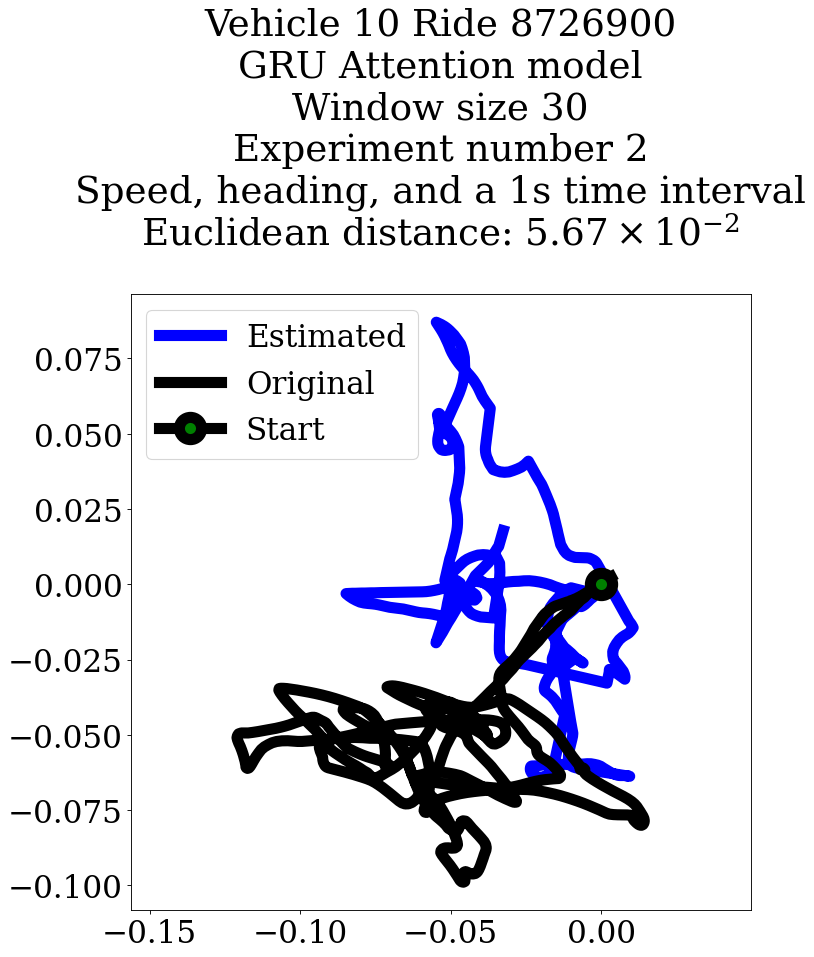 Vehicle 10 Ride 8726900
GRU Attention model
Window size 30
Experiment number 2
Speed, heading, and a 1s time interval
Euclidean distance: 5.67 × 10⁻²
Estimated
Original
Start
0.075
0.050
0.025
0.000
−0.025
−0.050
−0.075
−0.100
−0.15 −0.10 −0.05 0.00